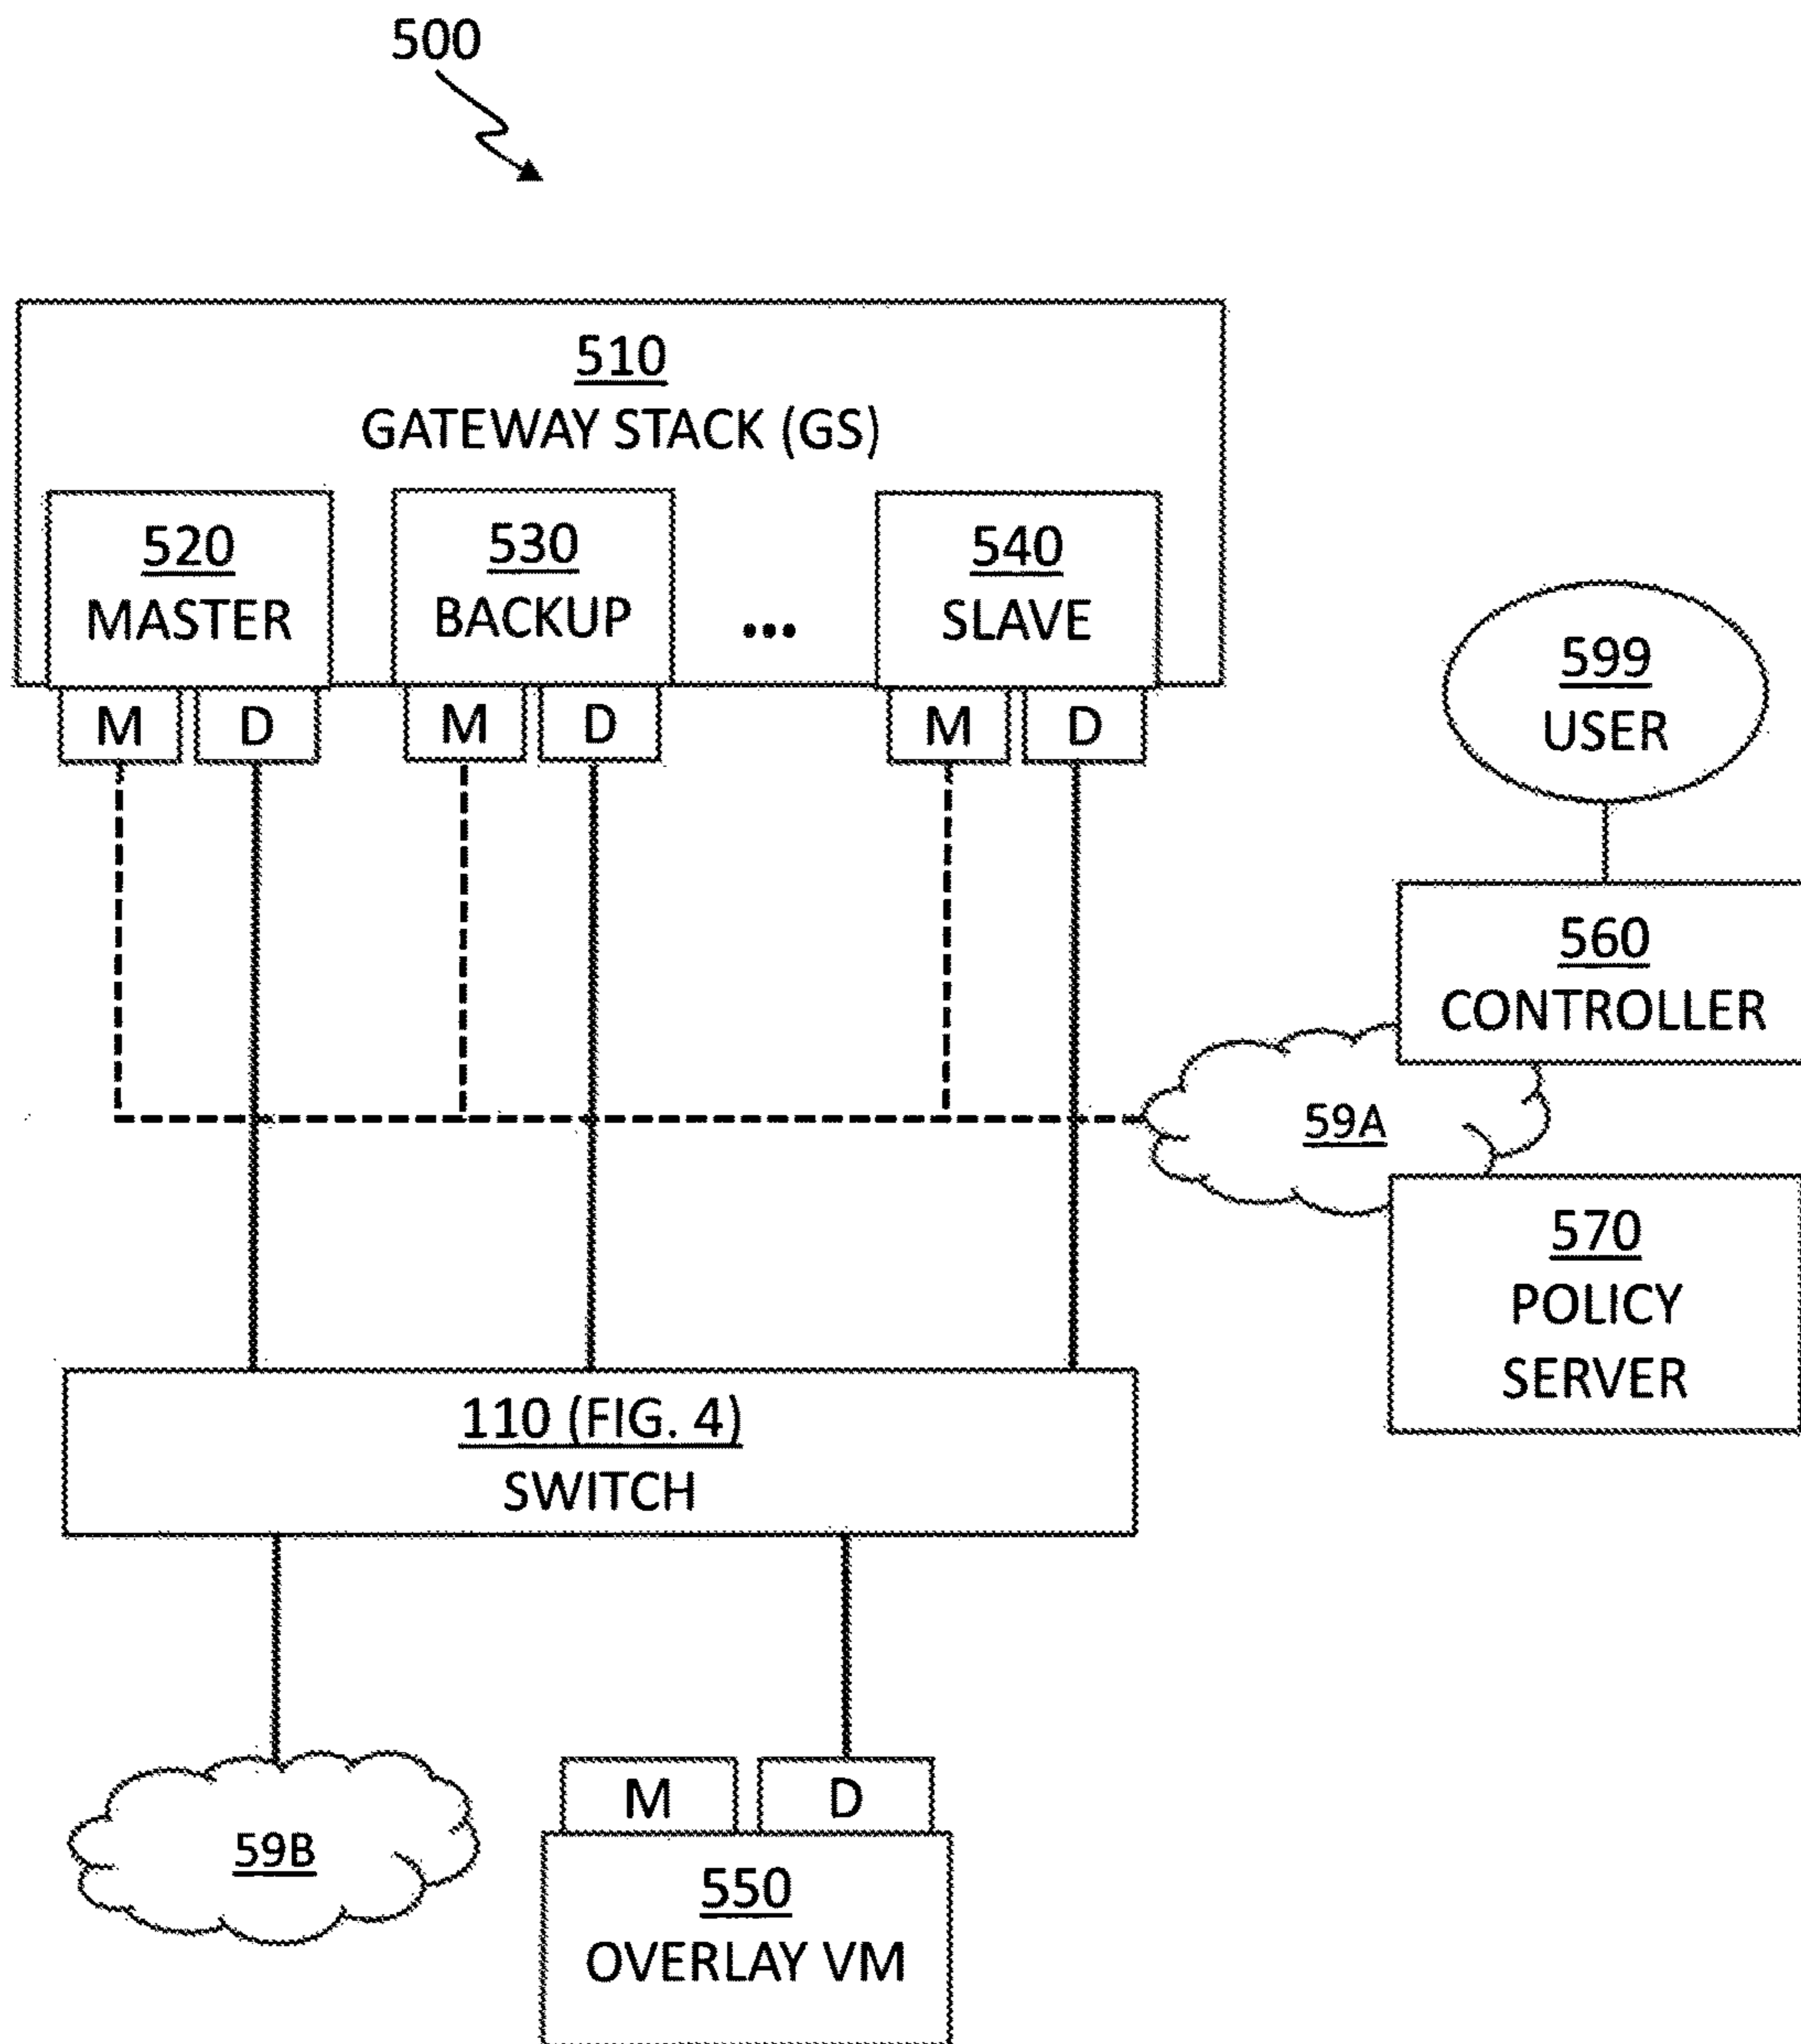 500
510
GATEWAY STACK (GS)
520
MASTER
530
BACKUP
...
540
SLAVE
M
D
M
D
M
D
599
USER
560
CONTROLLER
59A
570
POLICY
SERVER
110 (FIG. 4)
SWITCH
59B
M
D
550
OVERLAY VM